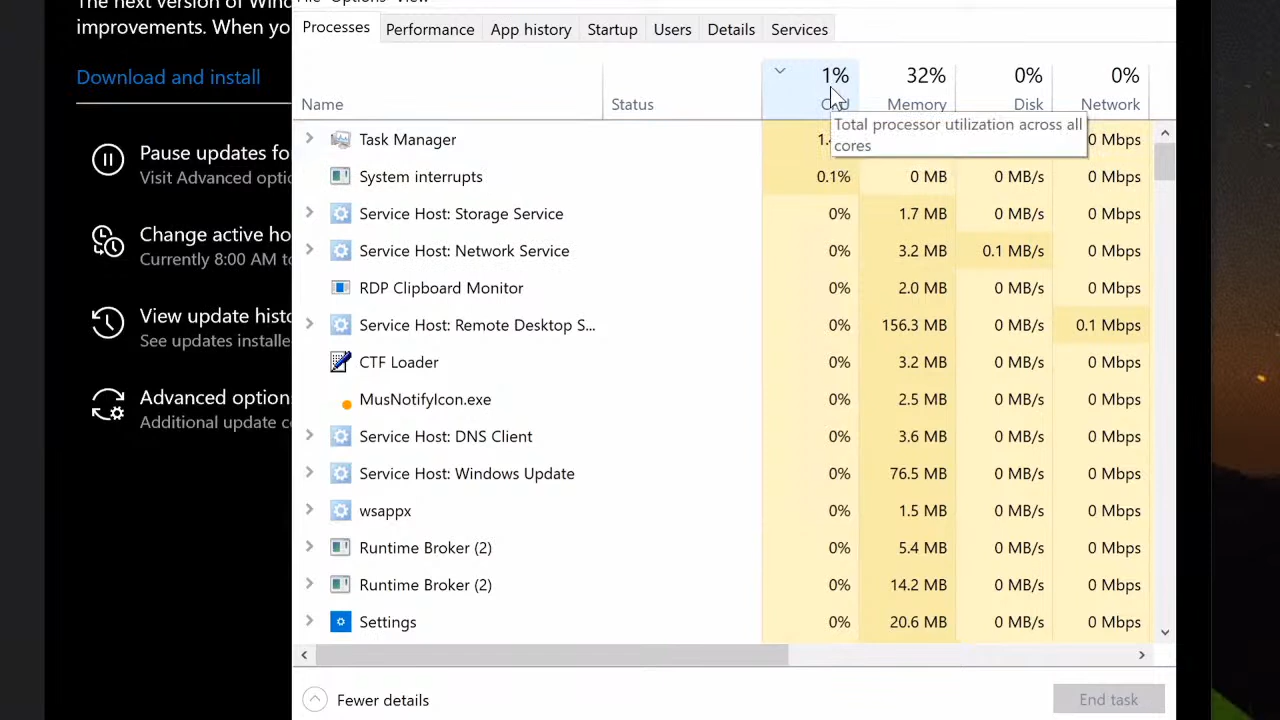 The next version of Wind
improvements. When yo
Download and install
Pause updates fo
Visit Advanced optio
Change active ho
Currently 8:00 AM to
View update histo
See updates installe
Advanced option
Additional update c
File Options View
Processes
Performance
App history
Startup
Users
Details
Services
1%
32%
0%
0%
Name
Status
Memory
Disk
Network
Total processor utilization across all
cores
Task Manager
0 Mbps
System interrupts 0.1% 0 MB 0 MB/s 0 Mbps
Service Host: Storage Service 0% 1.7 MB 0 MB/s 0 Mbps
Service Host: Network Service 0% 3.2 MB 0.1 MB/s 0 Mbps
RDP Clipboard Monitor 0% 2.0 MB 0 MB/s 0 Mbps
Service Host: Remote Desktop S... 0% 156.3 MB 0 MB/s 0.1 Mbps
CTF Loader 0% 3.2 MB 0 MB/s 0 Mbps
MusNotifyIcon.exe 0% 2.5 MB 0 MB/s 0 Mbps
Service Host: DNS Client 0% 3.6 MB 0 MB/s 0 Mbps
Service Host: Windows Update 0% 76.5 MB 0 MB/s 0 Mbps
wsappx 0% 1.5 MB 0 MB/s 0 Mbps
Runtime Broker (2) 0% 5.4 MB 0 MB/s 0 Mbps
Runtime Broker (2) 0% 14.2 MB 0 MB/s 0 Mbps
Settings 0% 20.6 MB 0 MB/s 0 Mbps
Fewer details
End task